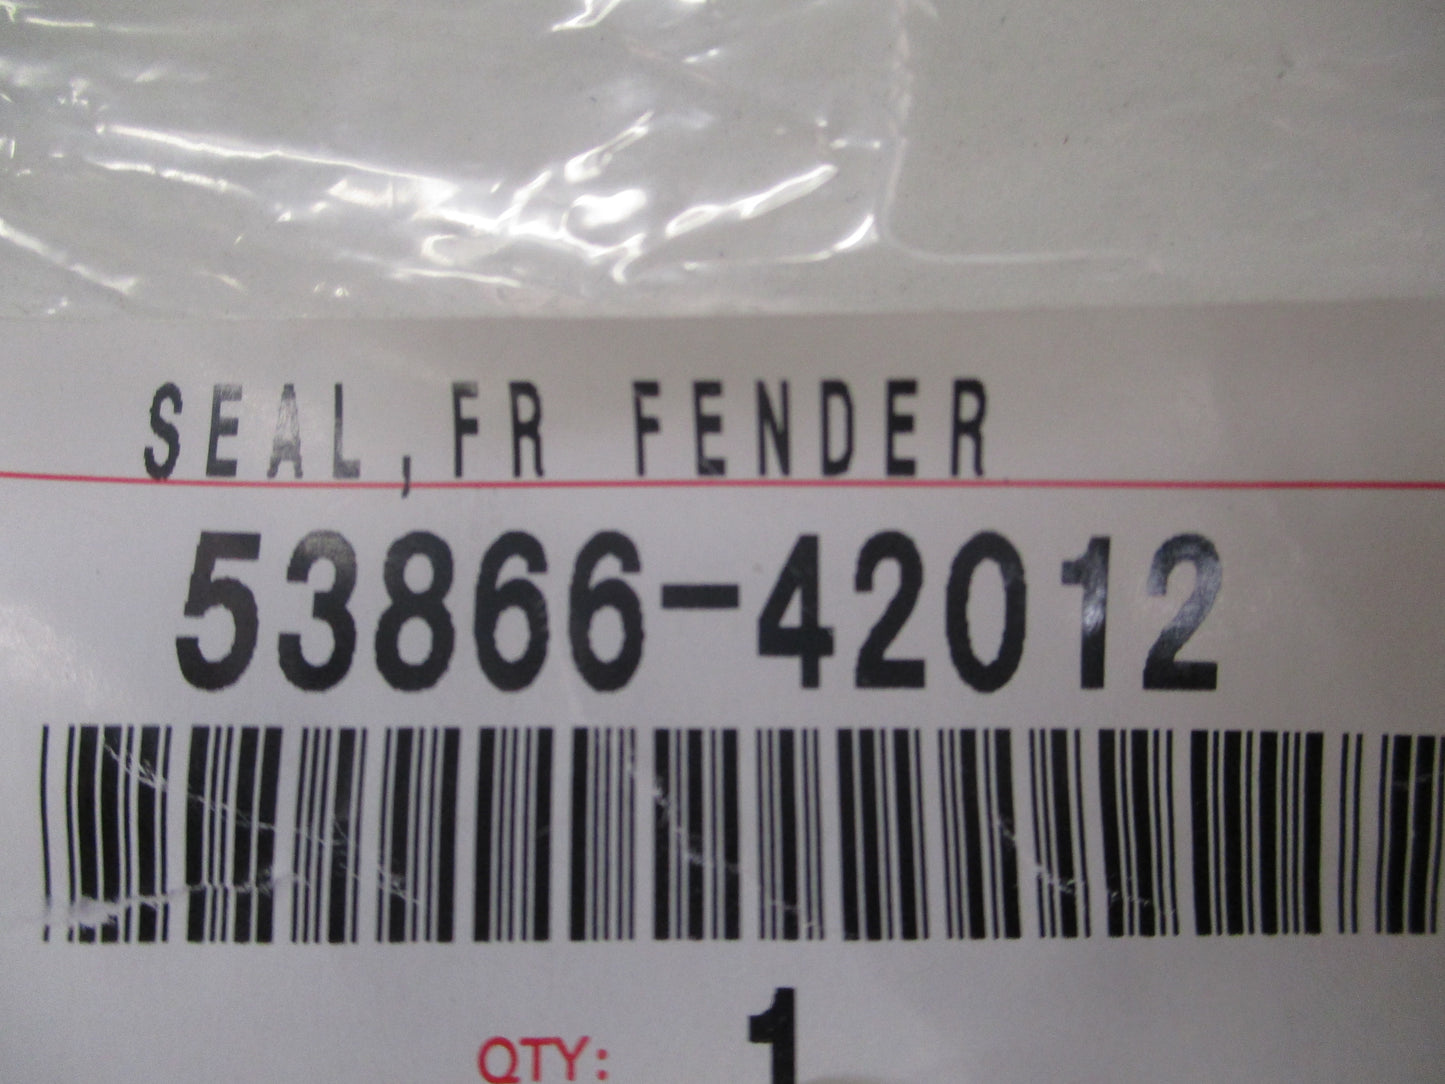 SEAL,FR FENDER
53866-42012
QTY: 1